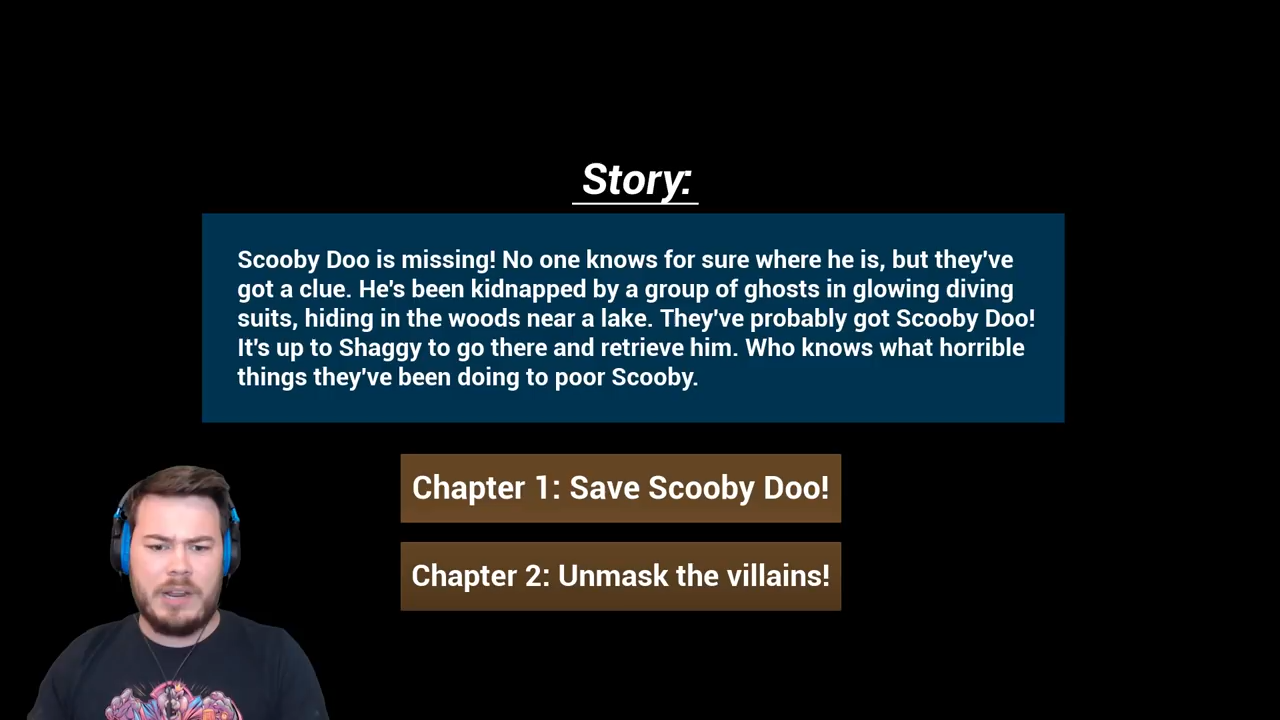 Story:
Scooby Doo is missing! No one knows for sure where he is, but they've
got a clue. He's been kidnapped by a group of ghosts in glowing diving
suits, hiding in the woods near a lake. They've probably got Scooby Doo!
It's up to Shaggy to go there and retrieve him. Who knows what horrible
things they've been doing to poor Scooby.
Chapter 1: Save Scooby Doo!
Chapter 2: Unmask the villains!